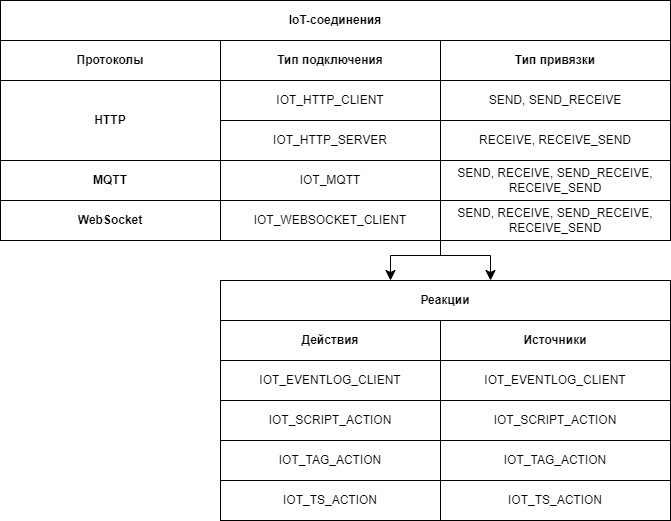 IoT-соединения
Протоколы Тип подключения Тип привязки
HTTP
IOT_HTTP_CLIENT SEND, SEND_RECEIVE
IOT_HTTP_SERVER RECEIVE, RECEIVE_SEND
MQTT IOT_MQTT SEND, RECEIVE, SEND_RECEIVE,
RECEIVE_SEND
WebSocket IOT_WEBSOCKET_CLIENT SEND, RECEIVE, SEND_RECEIVE,
RECEIVE_SEND
Реакции
Действия Источники
IOT_EVENTLOG_CLIENT IOT_EVENTLOG_CLIENT
IOT_SCRIPT_ACTION IOT_SCRIPT_ACTION
IOT_TAG_ACTION IOT_TAG_ACTION
IOT_TS_ACTION IOT_TS_ACTION